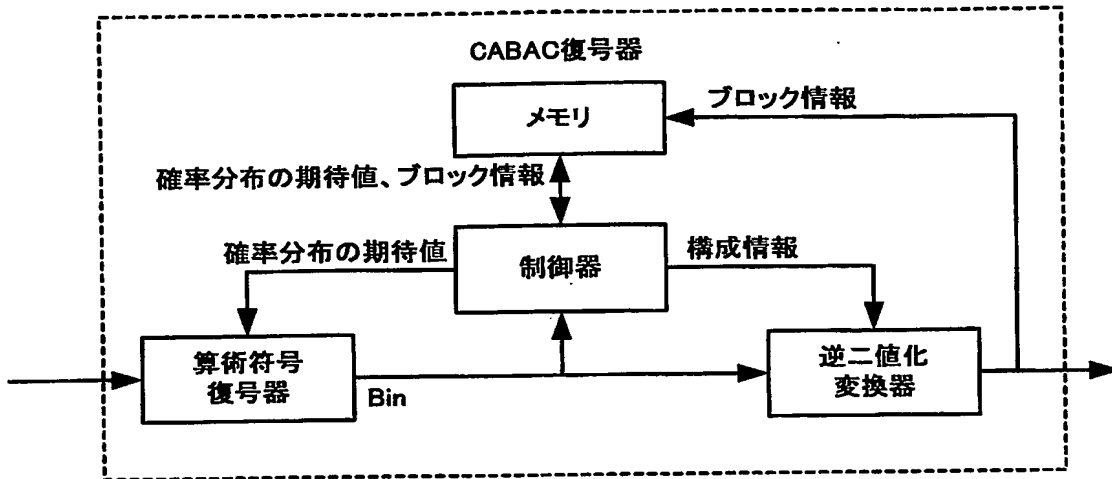 CABAC復号器
メモリ
ブロック情報
確率分布の期待値、ブロック情報
確率分布の期待値
制御器
構成情報
算術符号
復号器
Bin
逆二値化
変換器